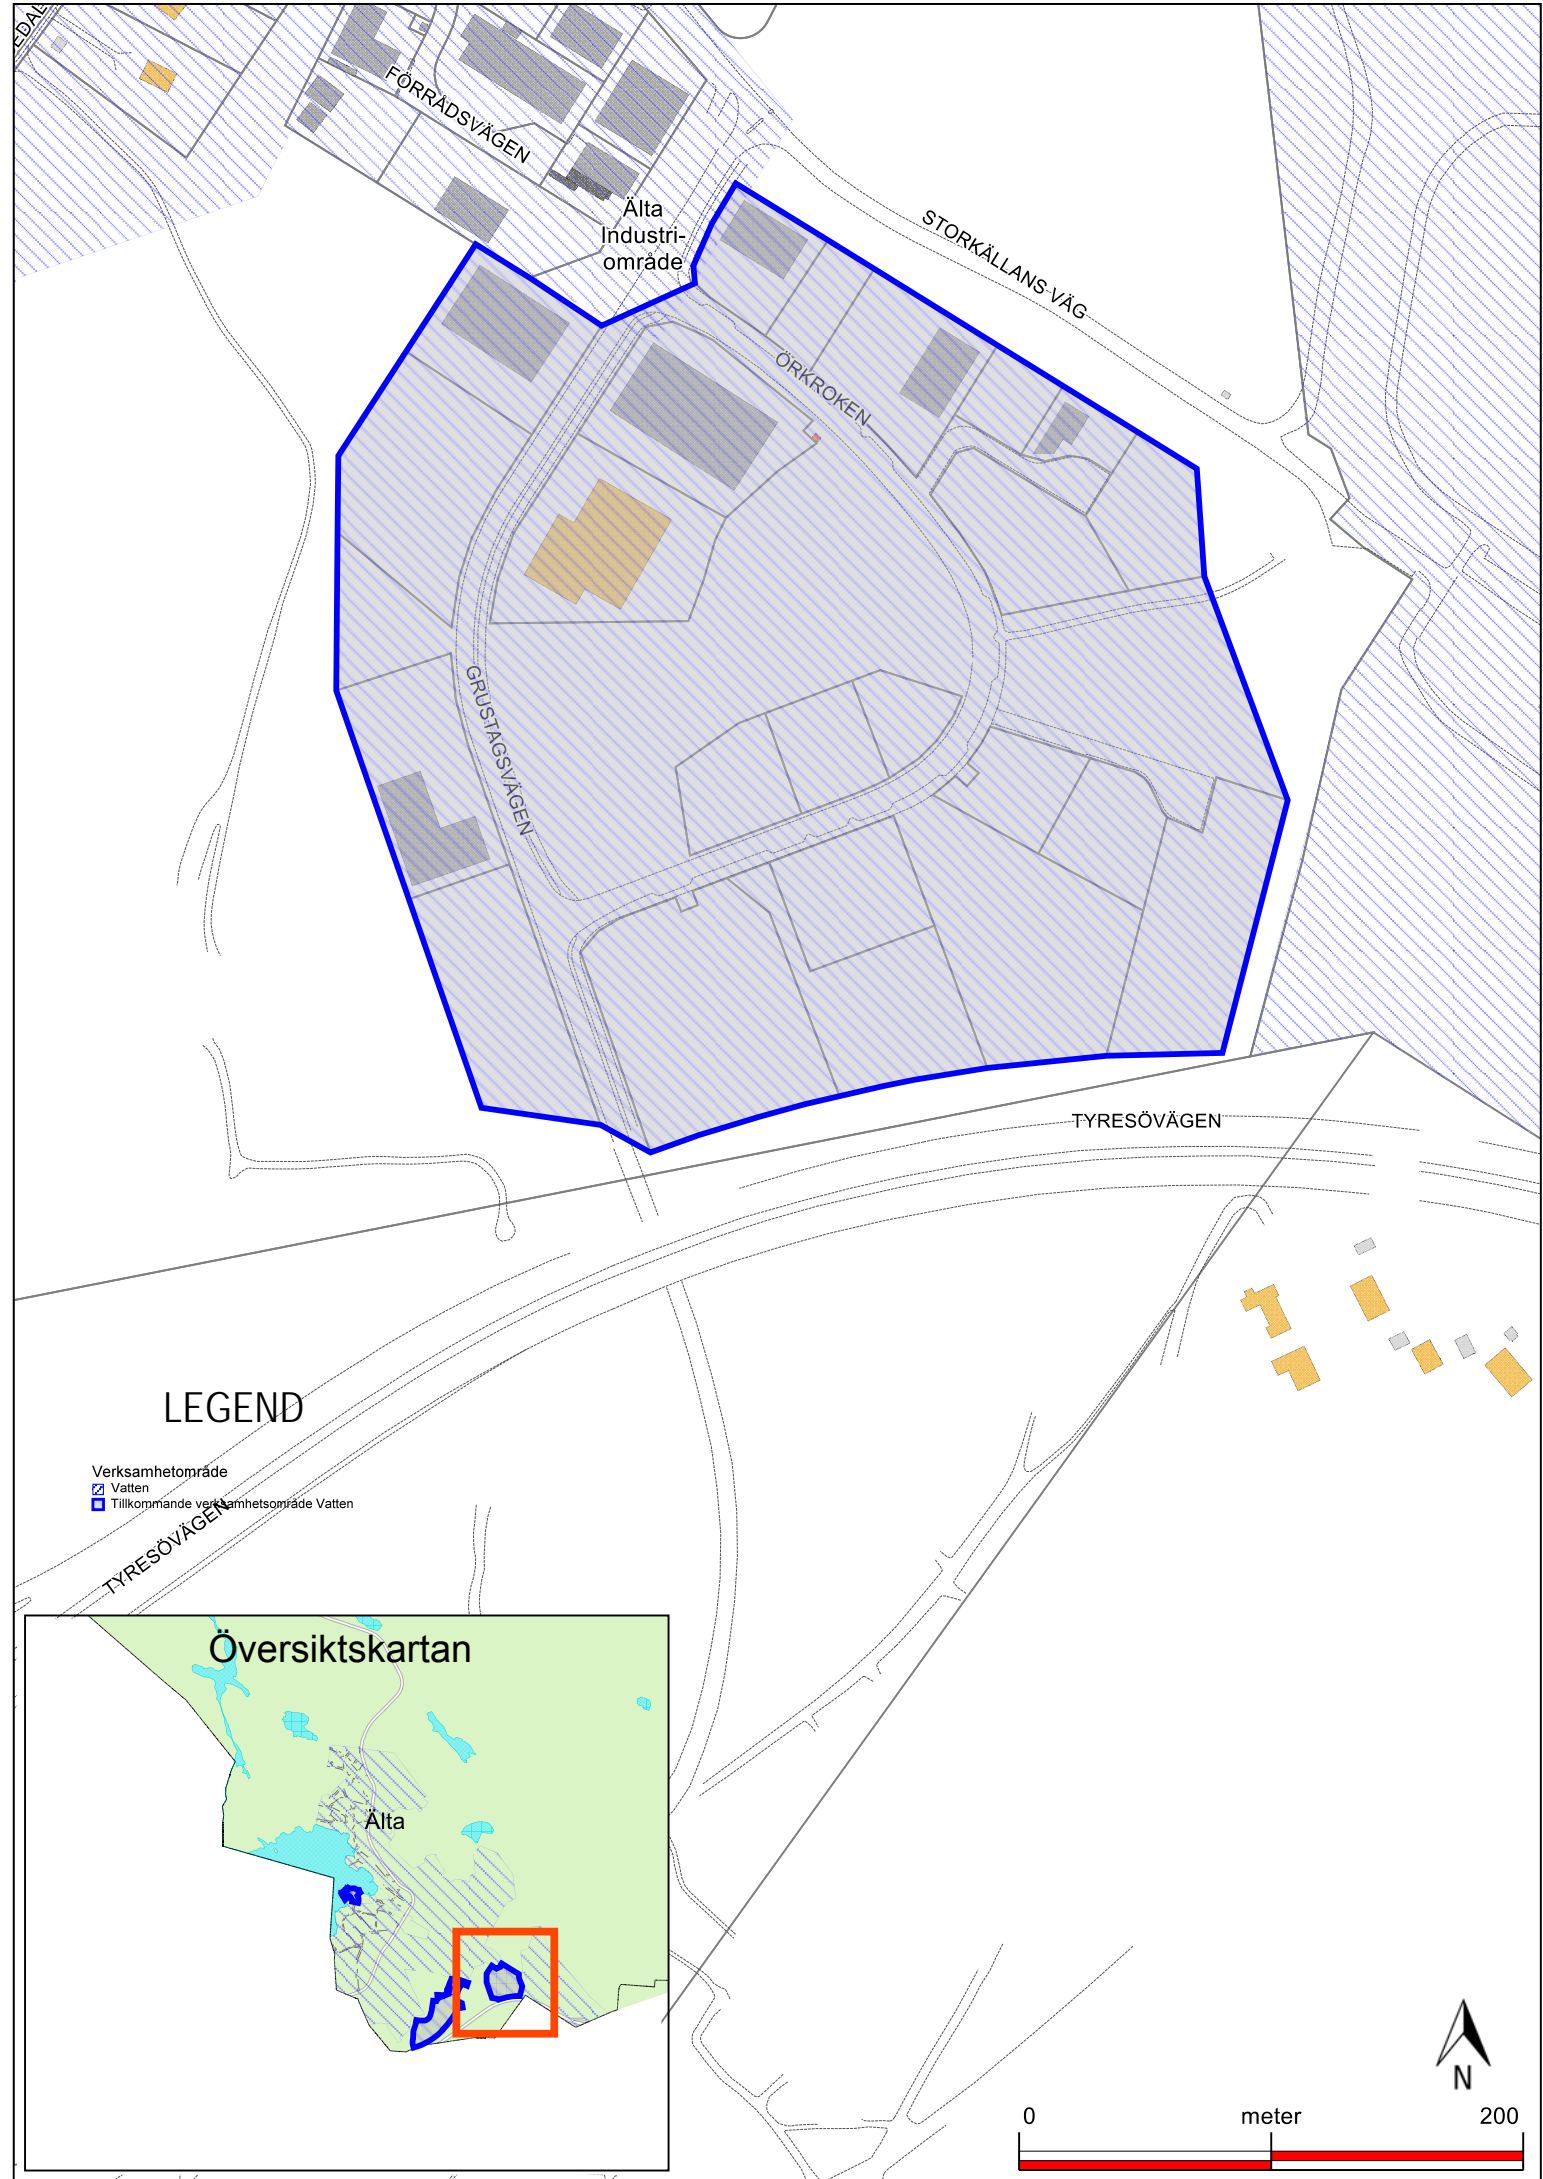 EDAL
FÖRRÅDSVÄGEN
Älta
Industri-
område
STORKÄLLANS VÄG
ÖRKROKEN
GRUSTAGSVÄGEN
TYRESÖVÄGEN
LEGEND
Verksamhetområde
Vatten
Tillkommande verksamhetsområde Vatten
TYRESÖVÄGEN
Översiktskartan
Älta
N
0 meter 200